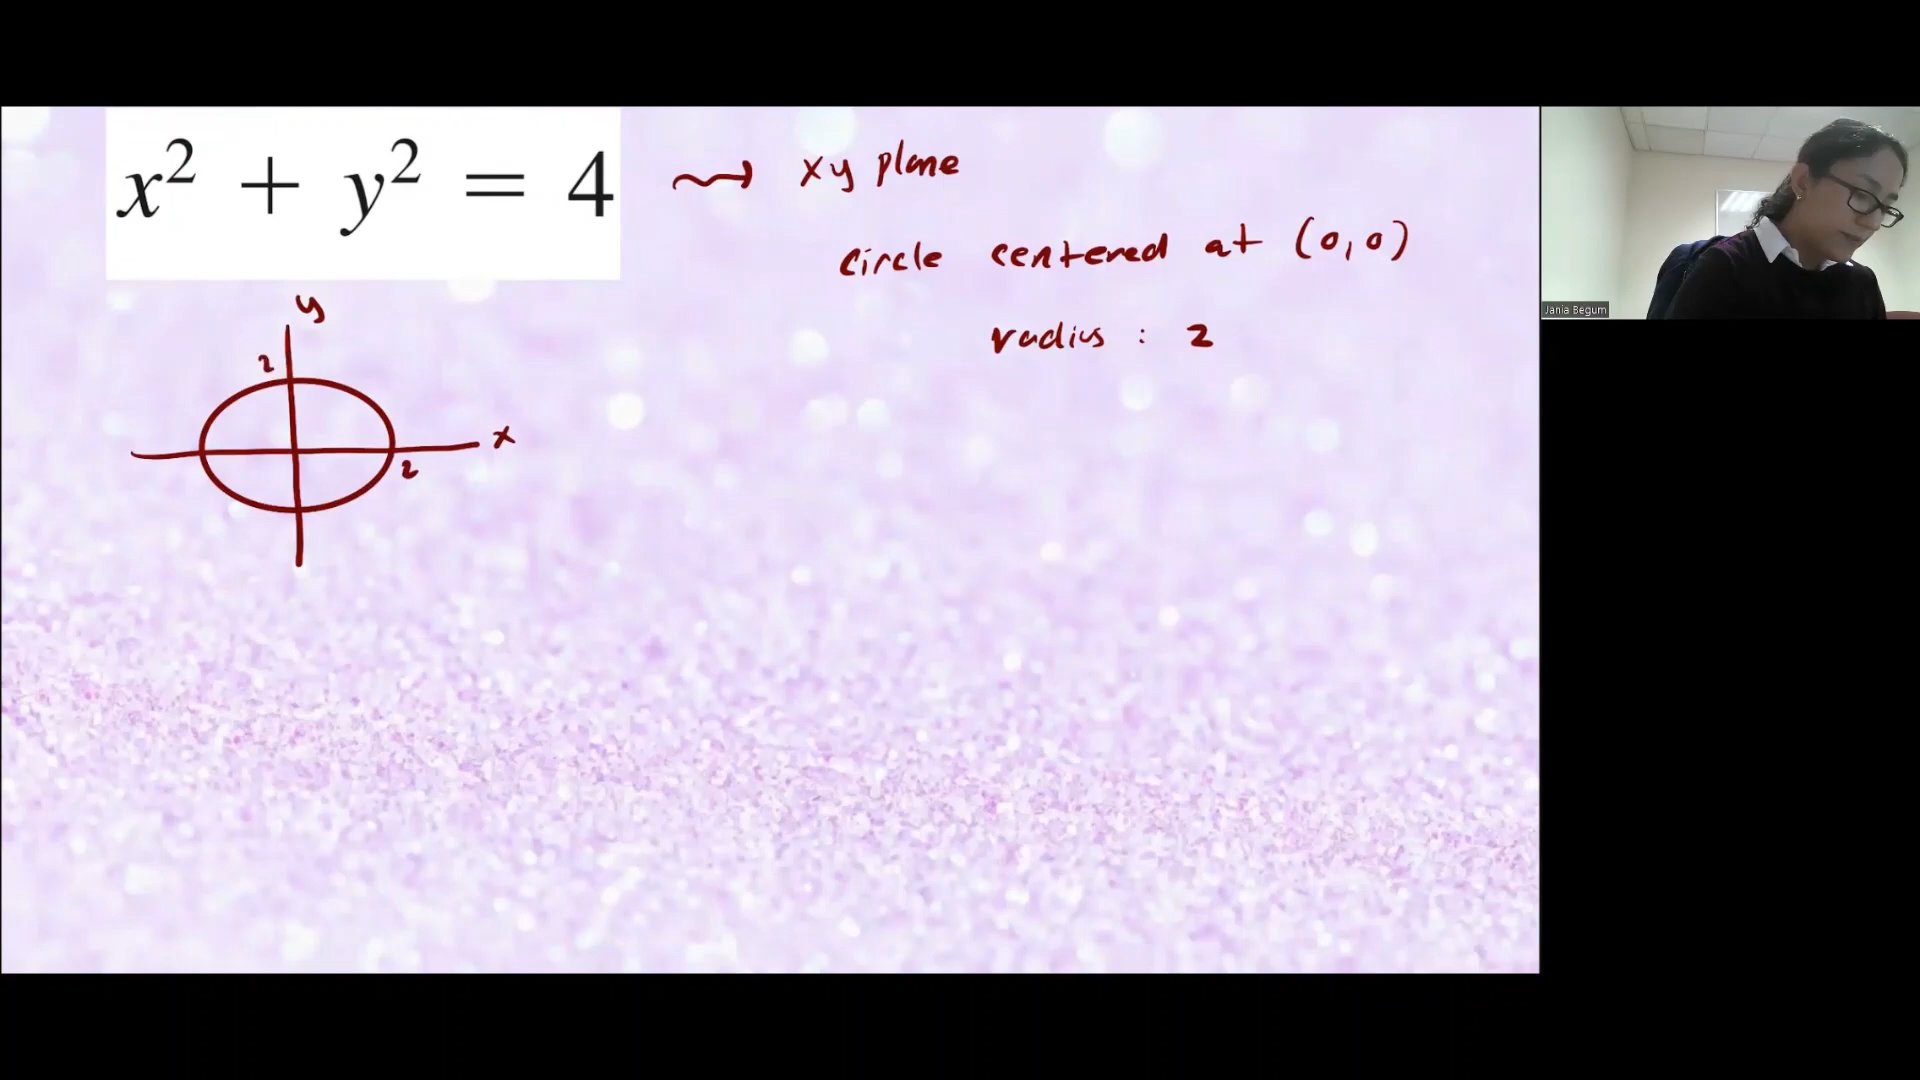 x² + y² = 4 ⇝ xy plane
circle centered at (0,0)
radius : 2
y
2
x
2
Jania Begum